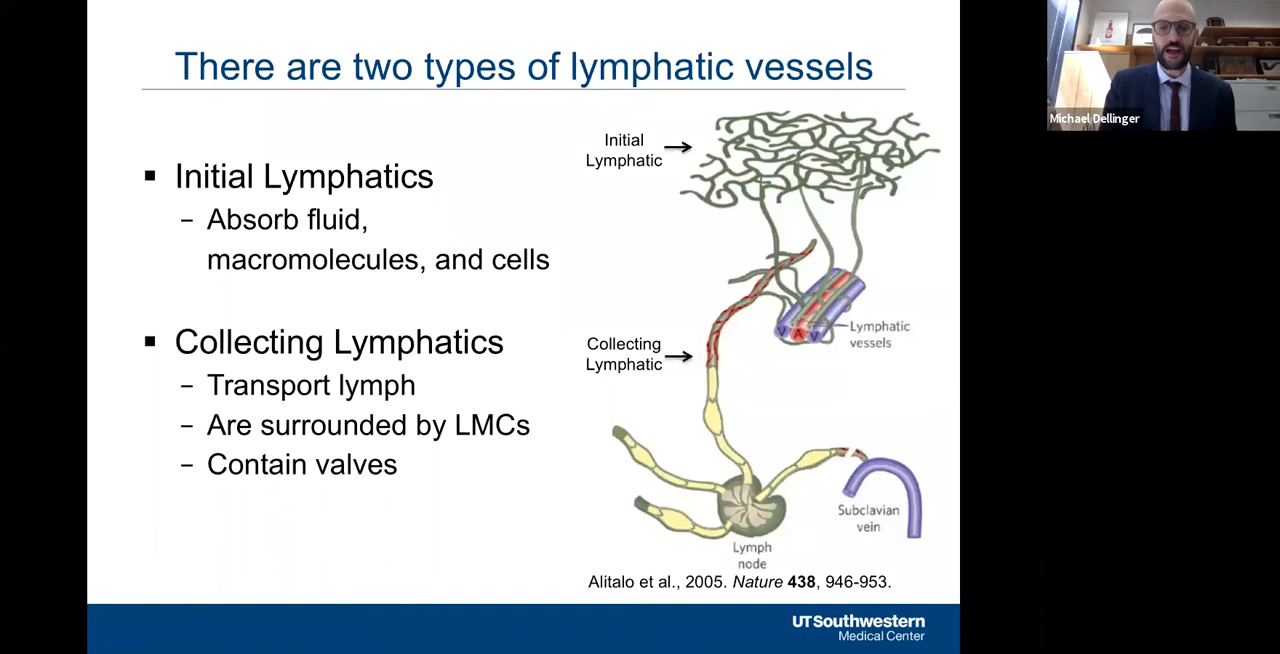 There are two types of lymphatic vessels
▪ Initial Lymphatics
– Absorb fluid,
macromolecules, and cells
▪ Collecting Lymphatics
– Transport lymph
– Are surrounded by LMCs
– Contain valves
Initial
Lymphatic
Collecting
Lymphatic
V A V
Lymphatic
vessels
Subclavian
vein
Lymph
node
Alitalo et al., 2005. Nature 438, 946-953.
UTSouthwestern
Medical Center
Michael Dellinger